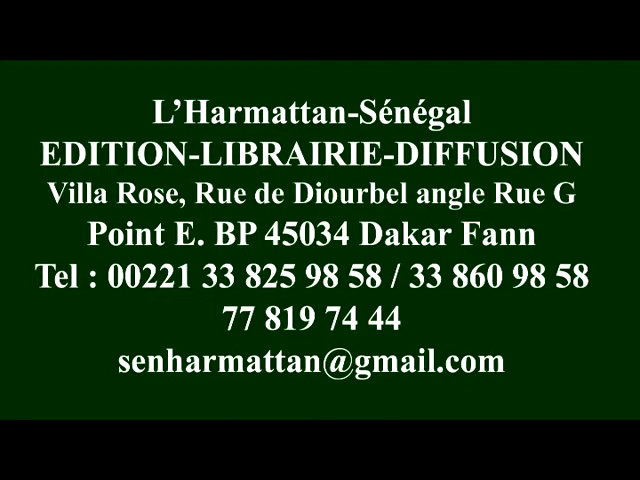 L’Harmattan-Sénégal
EDITION-LIBRAIRIE-DIFFUSION
Villa Rose, Rue de Diourbel angle Rue G
Point E. BP 45034 Dakar Fann
Tel : 00221 33 825 98 58 / 33 860 98 58
77 819 74 44
senharmattan@gmail.com